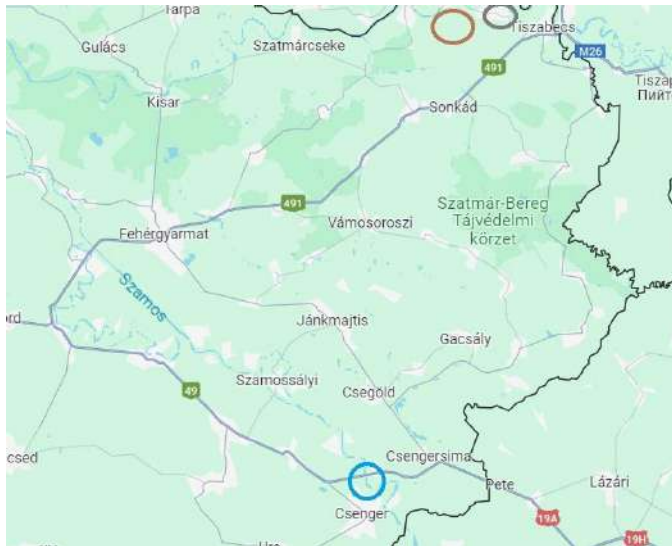 Tarpa
Gulács
Szatmárcseke
Tiszabecs
M26
Kisar
491
Sonkád
Пийт
491
Szatmár-Bereg
Tájvédelmi
körzet
Vámosoroszi
Fehérgyarmat
Szamos
Jánkmajtis
Gacsály
49
Szamossályi
Csegöld
Csengersima
csed
Pete
Lázári
Csenger
19A
19H